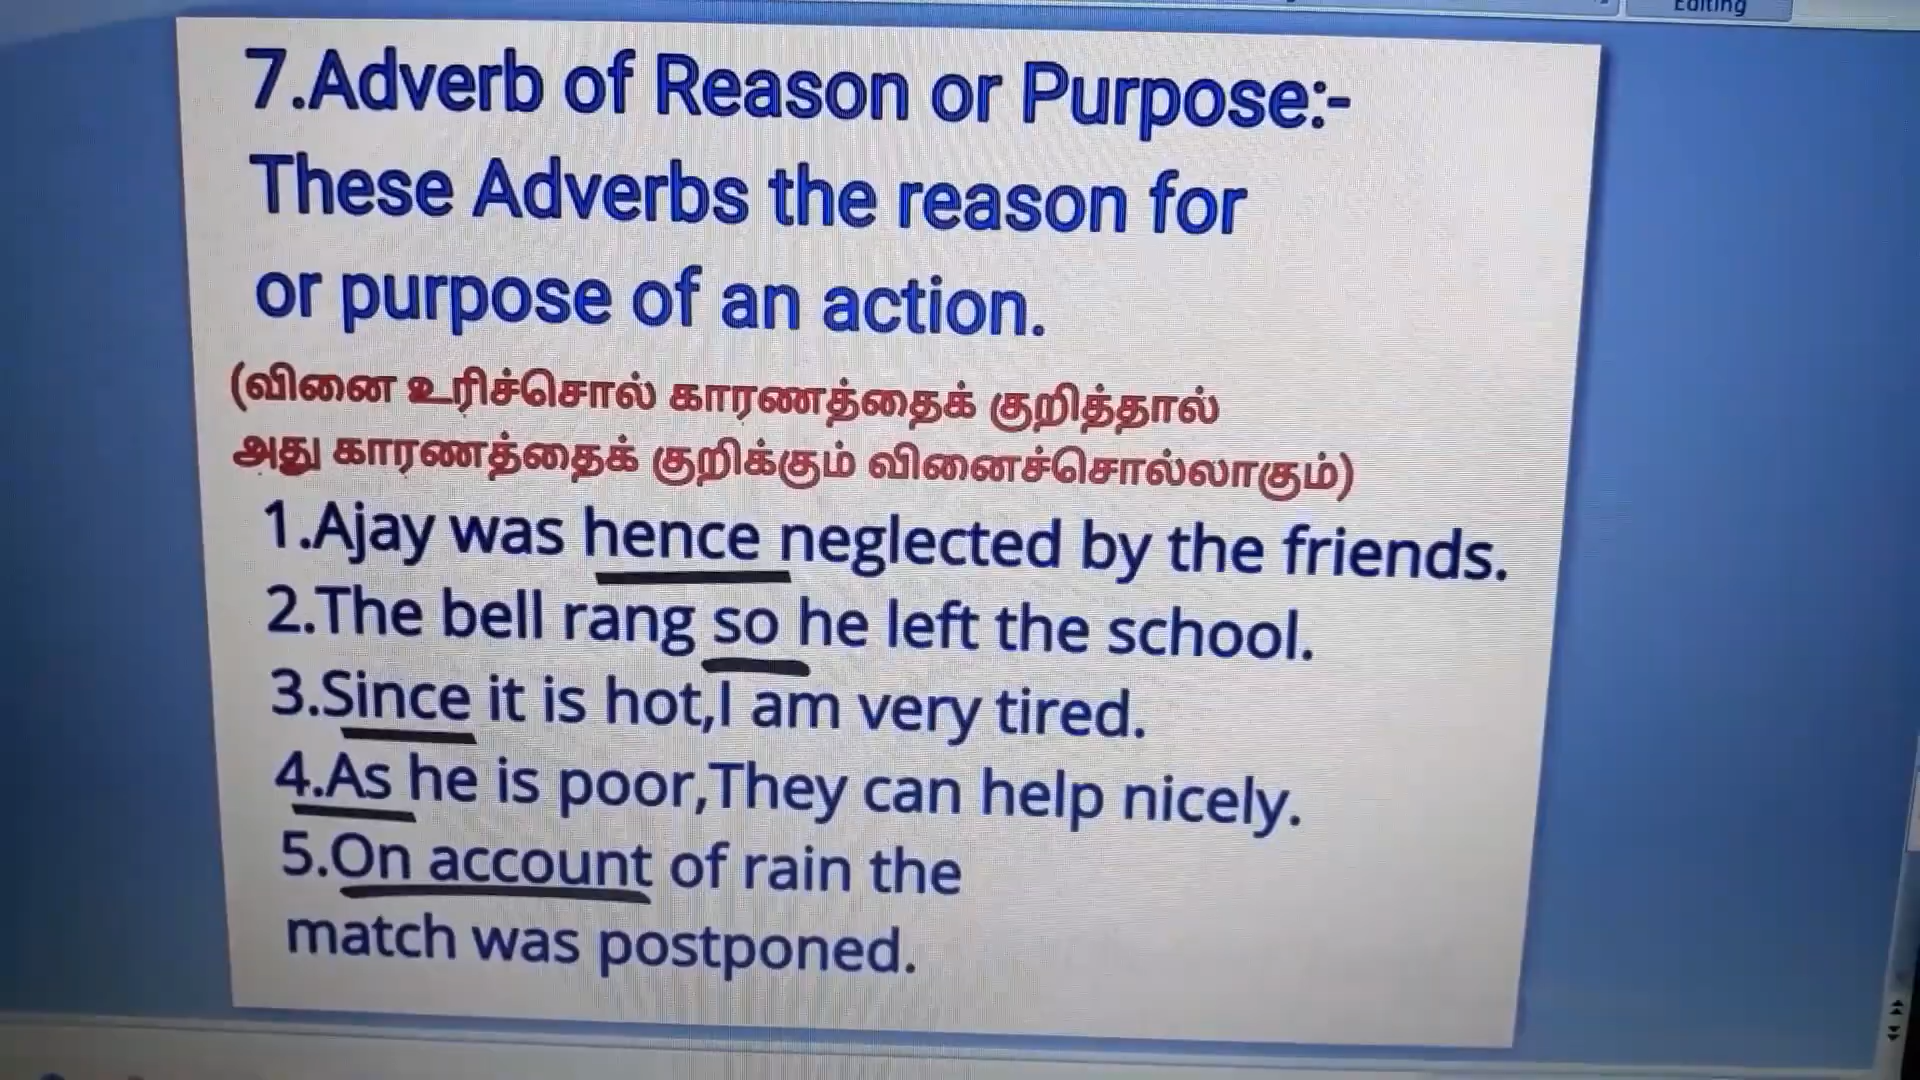 Editing
7.Adverb of Reason or Purpose:-
These Adverbs the reason for
or purpose of an action.
(வினை உரிச்சொல் காரணத்தைக் குறித்தால்
அது காரணத்தைக் குறிக்கும் வினைச்சொல்லாகும்)
1.Ajay was hence neglected by the friends.
2.The bell rang so he left the school.
3.Since it is hot,I am very tired.
4.As he is poor,They can help nicely.
5.On account of rain the
match was postponed.